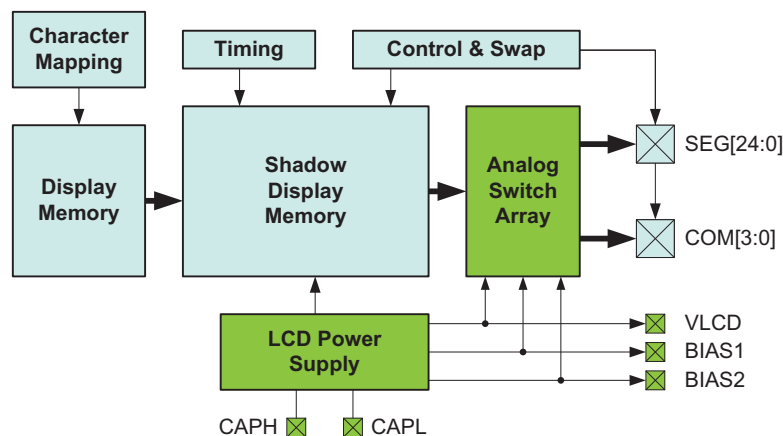 Character
Mapping
Timing
Control & Swap
Display
Memory
Shadow
Display
Memory
Analog
Switch
Array
SEG[24:0]
COM[3:0]
LCD Power
Supply
VLCD
BIAS1
BIAS2
CAPH
CAPL